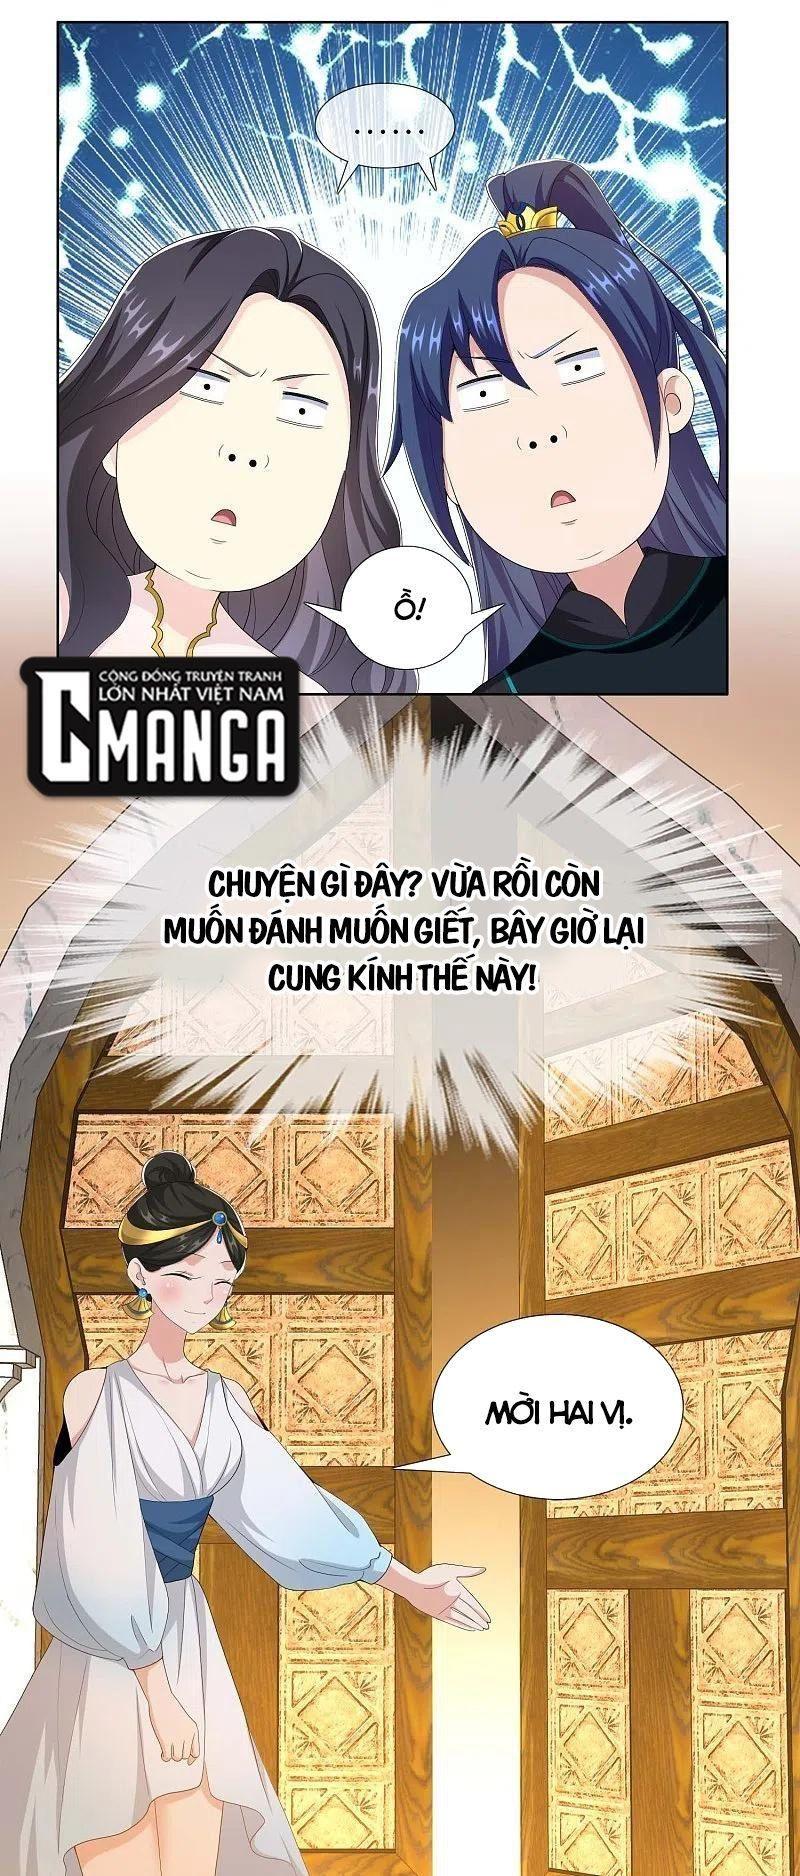 ......
Ồ!
CỘNG ĐỒNG TRUYỆN TRANH
LỚN NHẤT VIỆT NAM
CMANGA
CHUYỆN GÌ ĐÂY? VỪA RỒI CÒN
MUỐN ĐÁNH MUỐN GIẾT, BÂY GIỜ LẠI
CUNG KÍNH THẾ NÀY!
MỜI HAI VỊ.